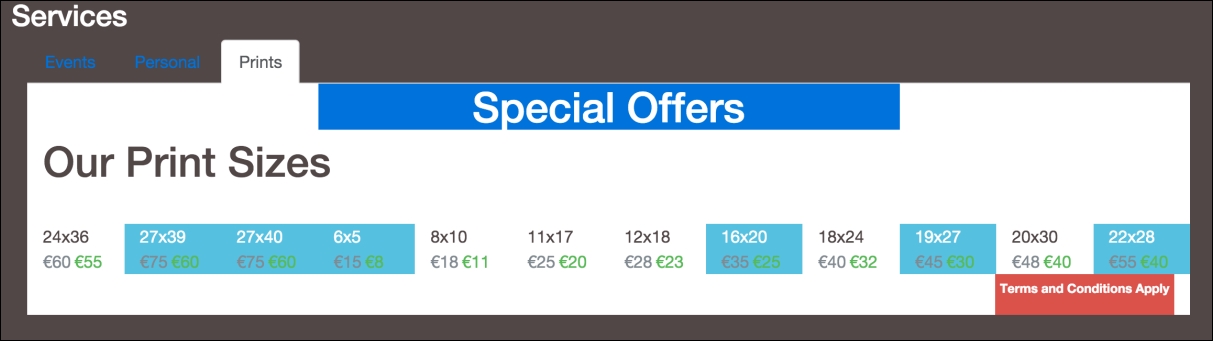 Services
Events Personal Prints
Special Offers
Our Print Sizes
24x36 27x39 27x40 6x5 8x10 11x17 12x18 16x20 18x24 19x27 20x30 22x28
€60 €55 €75 €60 €75 €60 €15 €8 €18 €11 €25 €20 €28 €23 €35 €25 €40 €32 €45 €30 €48 €40 €55 €40
Terms and Conditions Apply